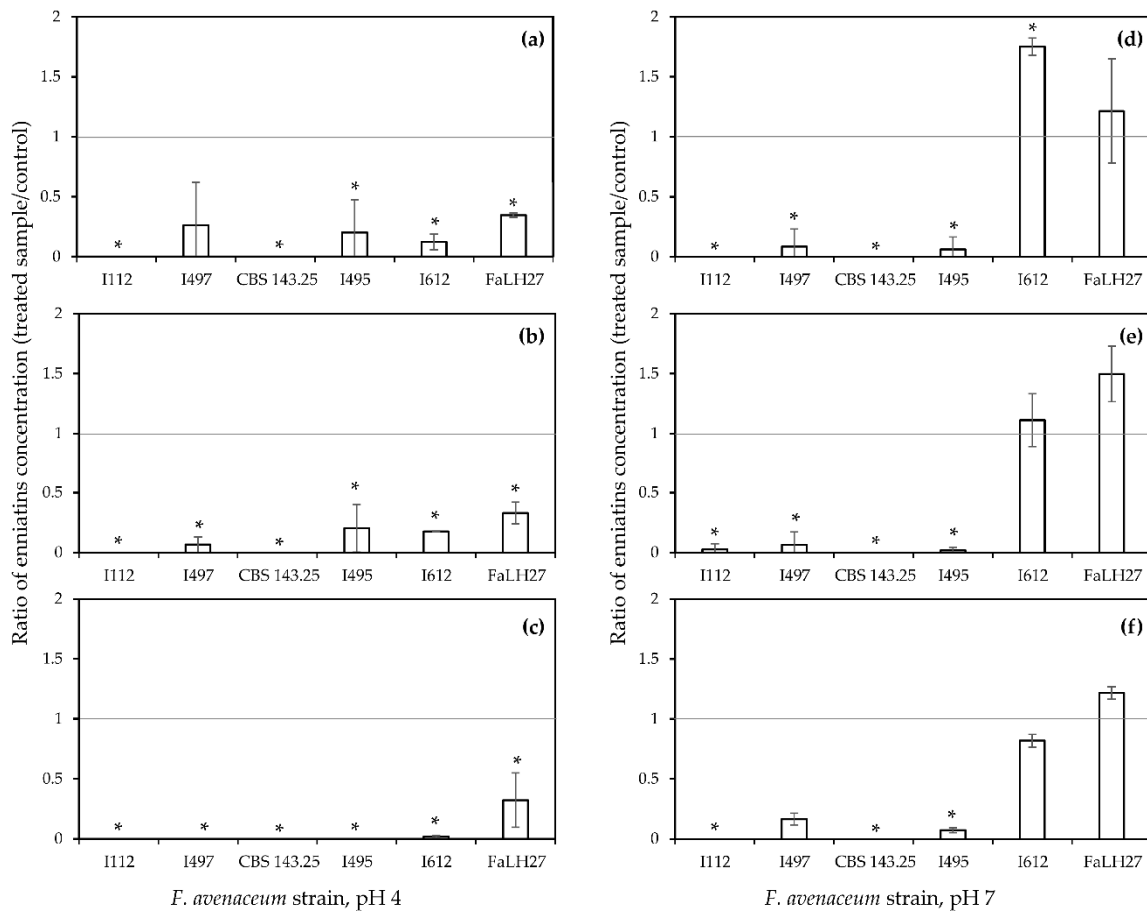 Ratio of enniatins concentration (treated sample/control)
2
1.5
1
0.5
0
(a)
* * * * *
I112 I497 CBS 143.25 I495 I612 FaLH27
2
1.5
1
0.5
0
(b)
* * * * * *
I112 I497 CBS 143.25 I495 I612 FaLH27
2
1.5
1
0.5
0
(c)
* * * * * *
I112 I497 CBS 143.25 I495 I612 FaLH27
F. avenaceum strain, pH 4
Ratio of enniatins concentration (treated sample/control)
2
1.5
1
0.5
0
(d)
* * * * *
I112 I497 CBS 143.25 I495 I612 FaLH27
2
1.5
1
0.5
0
(e)
* * * *
I112 I497 CBS 143.25 I495 I612 FaLH27
2
1.5
1
0.5
0
(f)
* * *
I112 I497 CBS 143.25 I495 I612 FaLH27
F. avenaceum strain, pH 7